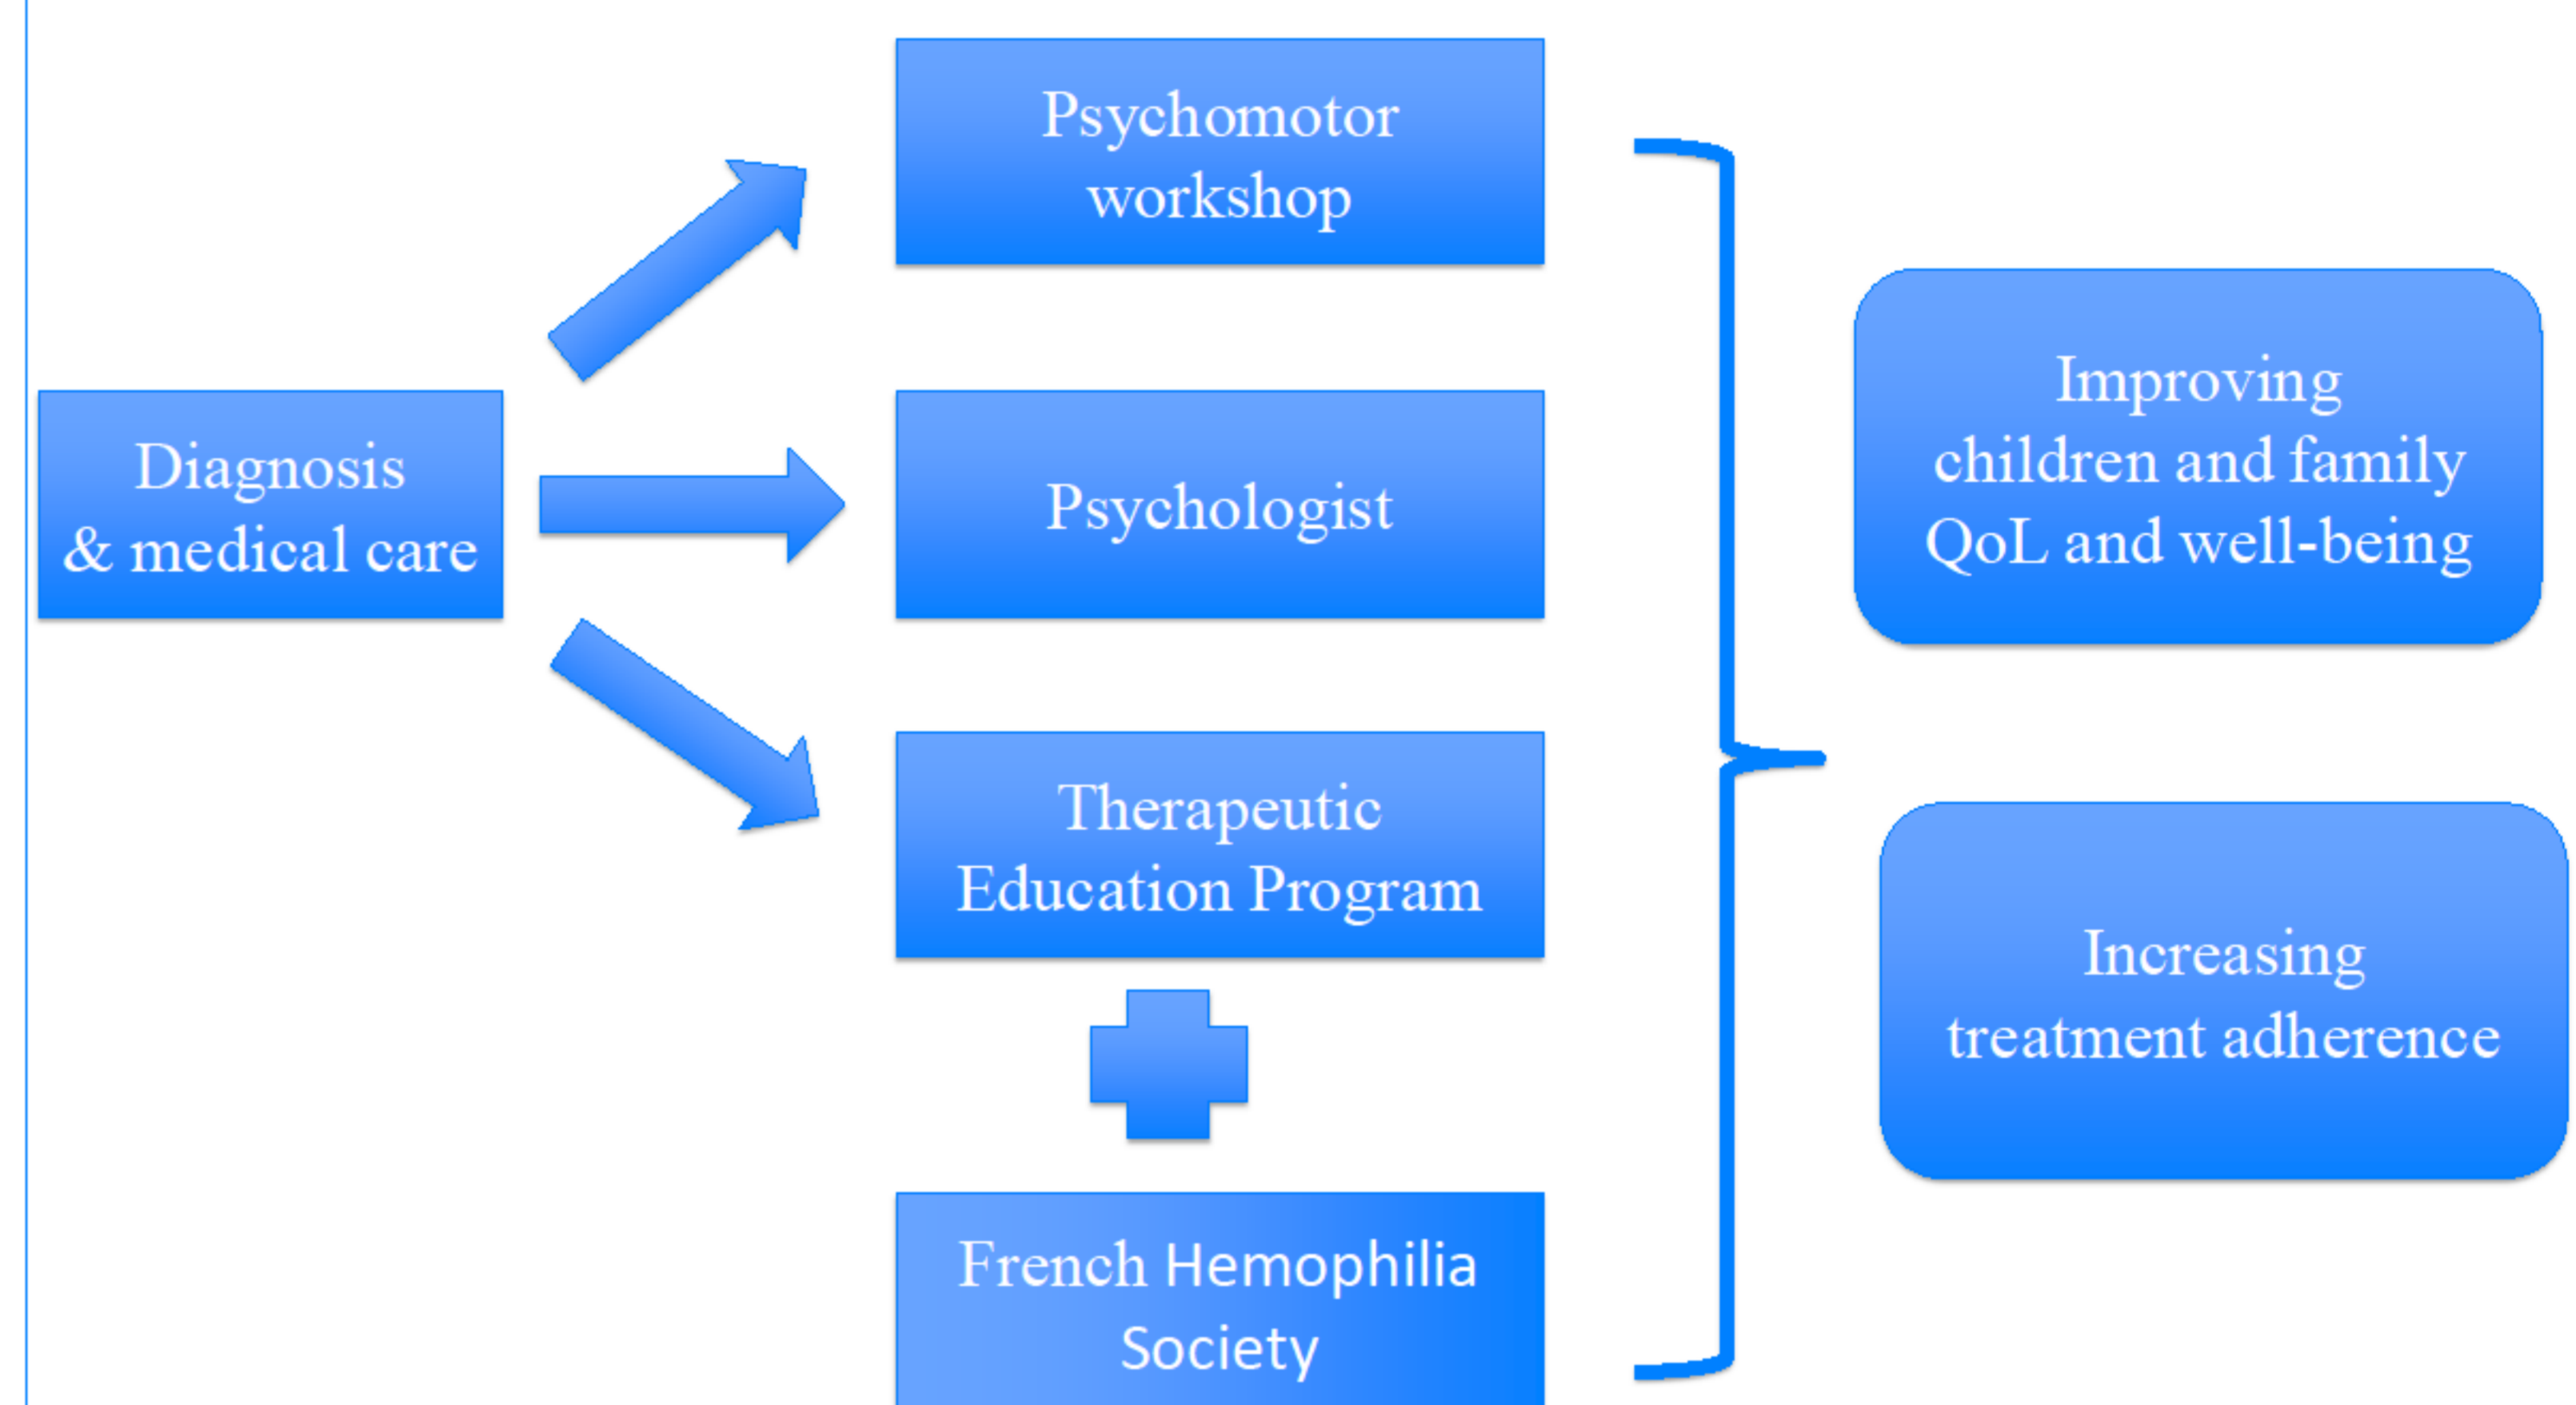 Psychomotor
workshop
Diagnosis
& medical care
Psychologist
Therapeutic
Education Program
French Hemophilia
Society
Improving
children and family
QoL and well-being
Increasing
treatment adherence